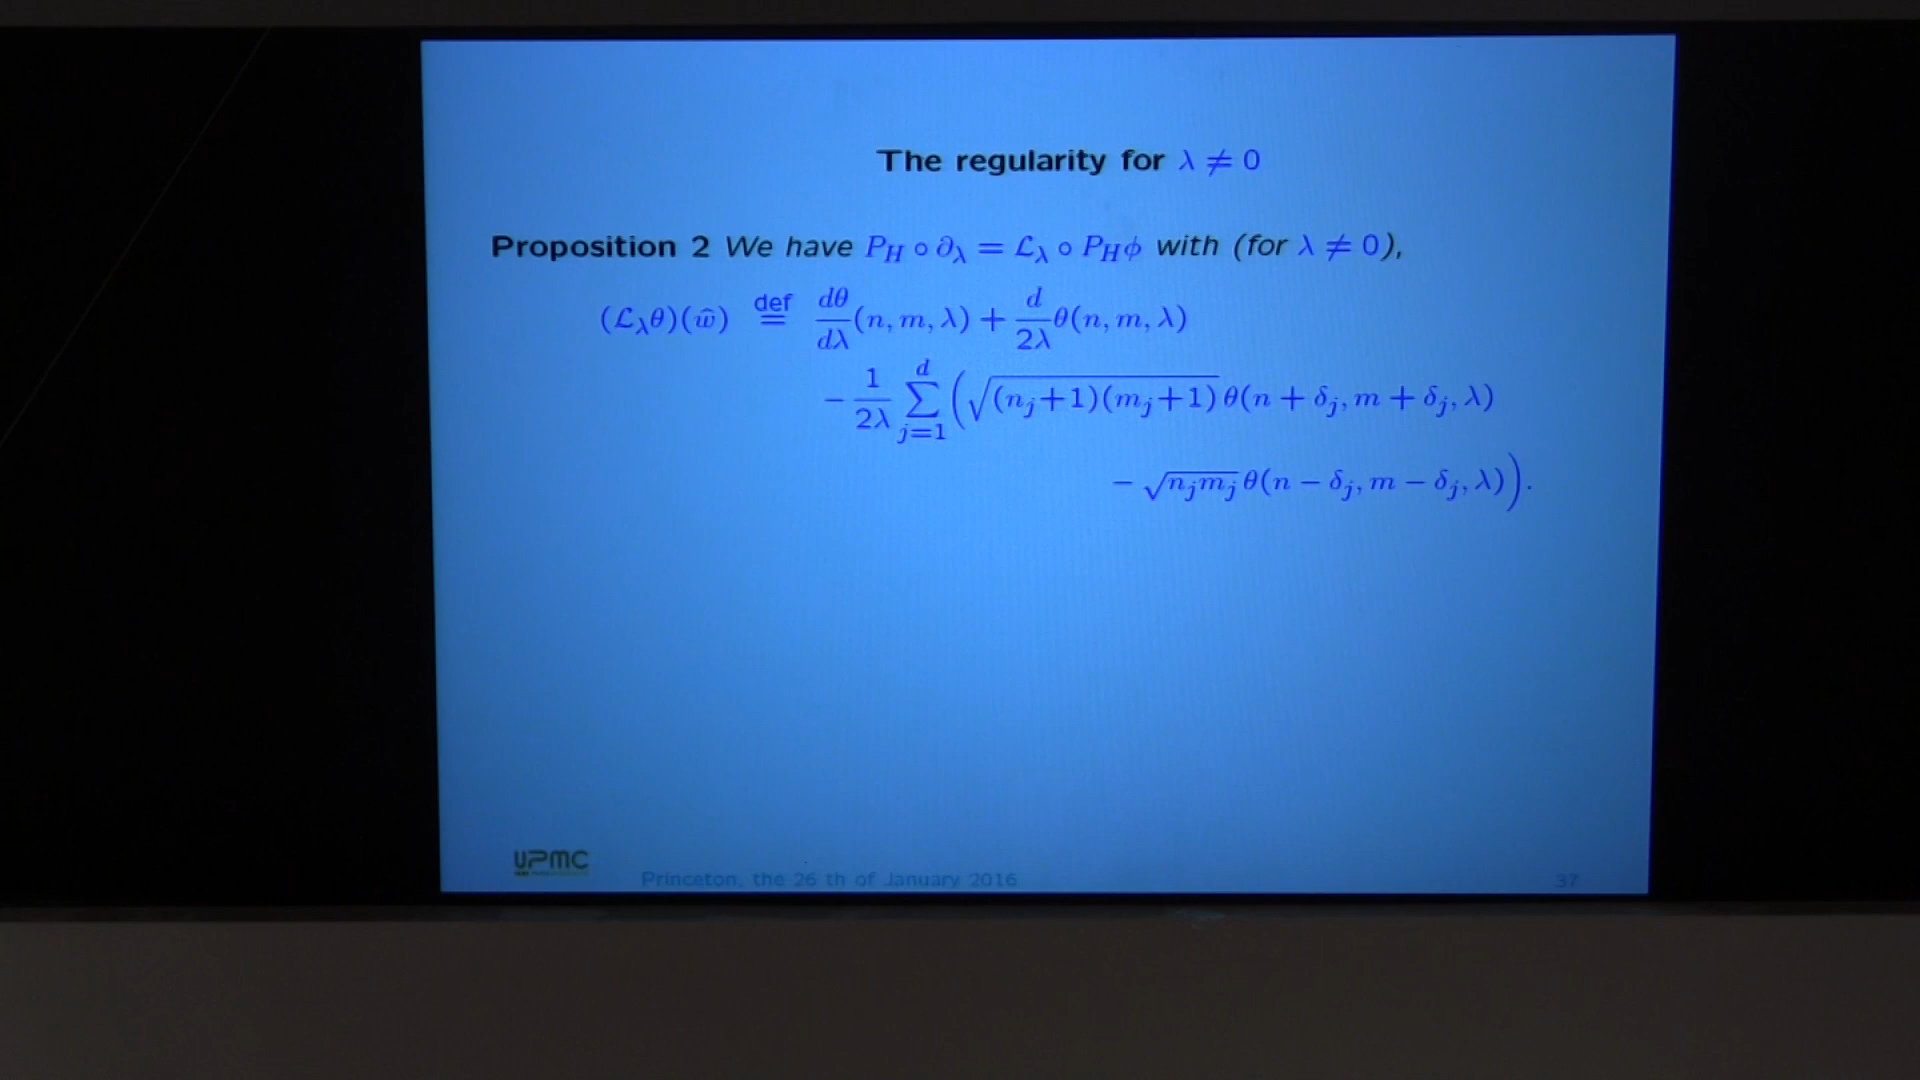 The regularity for λ ≠ 0
Proposition 2 We have P_H ∘ ∂_λ = ℒ_λ ∘ P_H ϕ with (for λ ≠ 0),
(ℒ_λ θ)(ŵ) def= dθ/dλ (n, m, λ) + d/2λ θ(n, m, λ)
− 1/2λ ∑_{j=1}^{d} ( √((n_j+1)(m_j+1)) θ(n + δ_j, m + δ_j, λ)
− √(n_j m_j) θ(n − δ_j, m − δ_j, λ) ).
UPMC
Princeton, the 26 th of January 2016
37